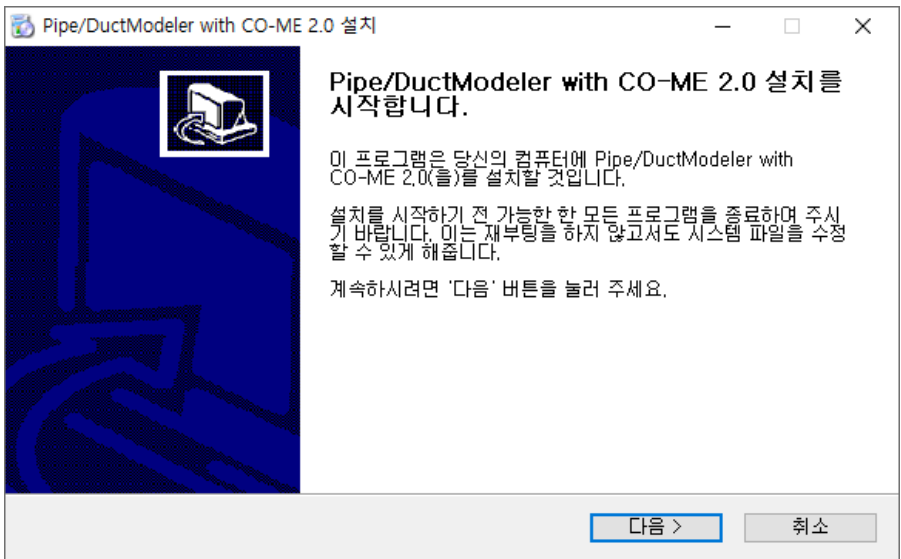 Pipe/DuctModeler with CO-ME 2.0 설치
Pipe/DuctModeler with CO-ME 2.0 설치를
시작합니다.
이 프로그램은 당신의 컴퓨터에 Pipe/DuctModeler with
CO-ME 2.0(을)를 설치할 것입니다.
설치를 시작하기 전 가능한 한 모든 프로그램을 종료하여 주시
기 바랍니다. 이는 재부팅을 하지 않고서도 시스템 파일을 수정
할 수 있게 해줍니다.
계속하시려면 '다음' 버튼을 눌러 주세요.
다음 >
취소